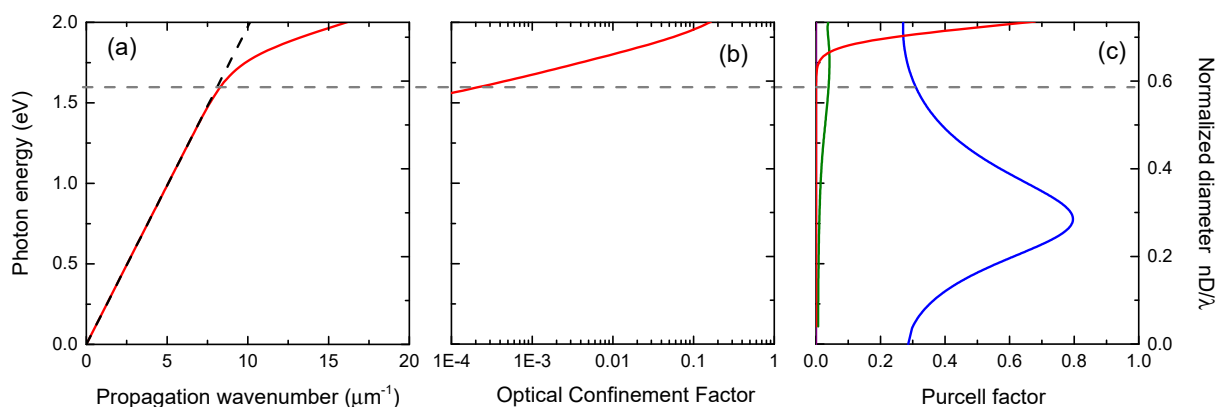 (a)
(b)
(c)
Photon energy (eV)
2.0
1.5
1.0
0.5
0.0
0 5 10 15 20
Propagation wavenumber (μm⁻¹)
1E-4 1E-3 0.01 0.1 1
Optical Confinement Factor
0.0 0.2 0.4 0.6 0.8 1.0
Purcell factor
0.6
0.4
0.2
0.0
Normalized diameter nD/λ